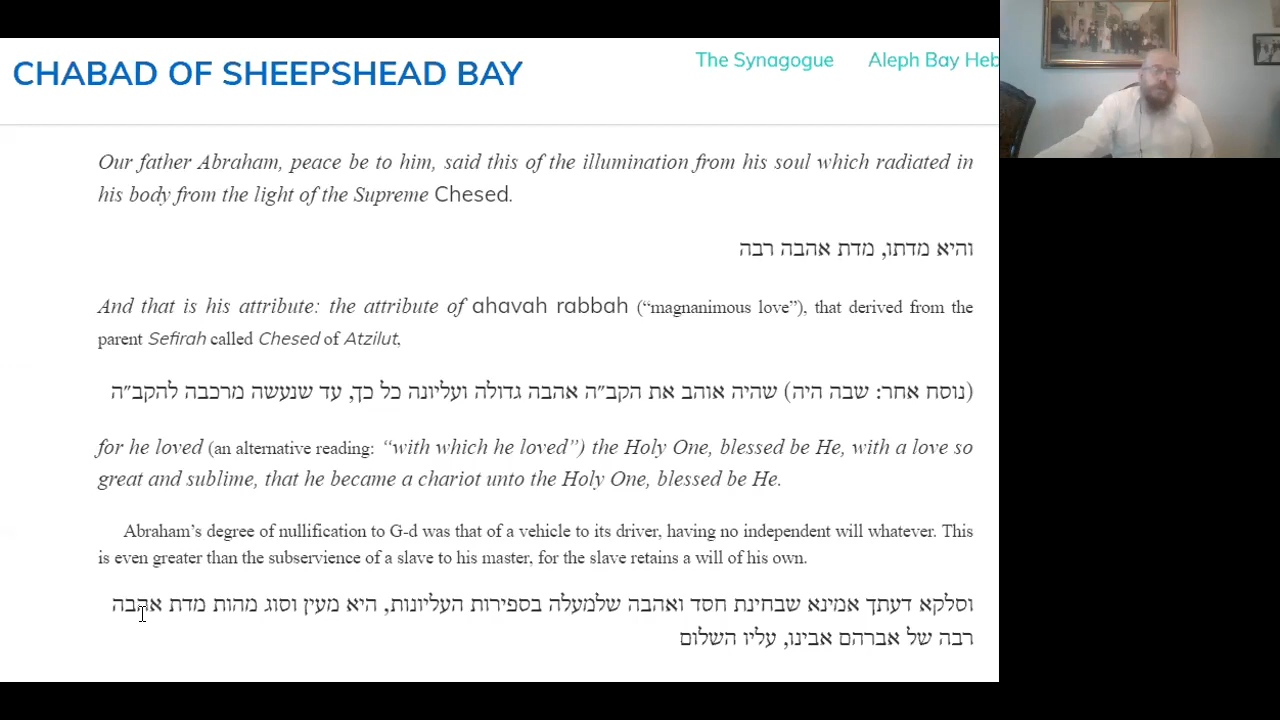 CHABAD OF SHEEPSHEAD BAY
The Synagogue
Aleph Bay Heb
Our father Abraham, peace be to him, said this of the illumination from his soul which radiated in
his body from the light of the Supreme Chesed.
והיא מדתו, מדת אהבה רבה
And that is his attribute: the attribute of ahavah rabbah (“magnanimous love”), that derived from the
parent Sefirah called Chesed of Atzilut,
(נוסח אחר: שבה היה) שהיה אוהב את הקב״ה אהבה גדולה ועליונה כל כך, עד שנעשה מרכבה להקב״ה
for he loved (an alternative reading: “with which he loved”) the Holy One, blessed be He, with a love so
great and sublime, that he became a chariot unto the Holy One, blessed be He.
Abraham’s degree of nullification to G-d was that of a vehicle to its driver, having no independent will whatever. This
is even greater than the subservience of a slave to his master, for the slave retains a will of his own.
וסלקא דעתך אמינא שבחינת חסד ואהבה שלמעלה בספירות העליונות, היא מעין וסוג מהות מדת אהבה
רבה של אברהם אבינו, עליו השלום